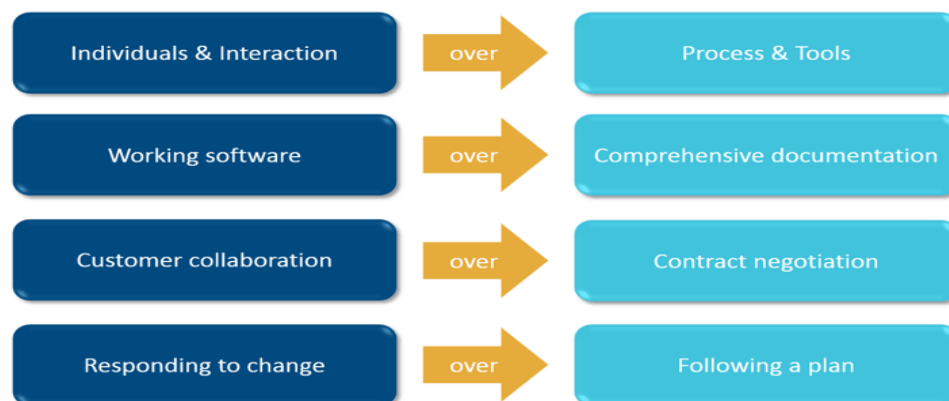 Individuals & Interaction over Process & Tools
Working software over Comprehensive documentation
Customer collaboration over Contract negotiation
Responding to change over Following a plan